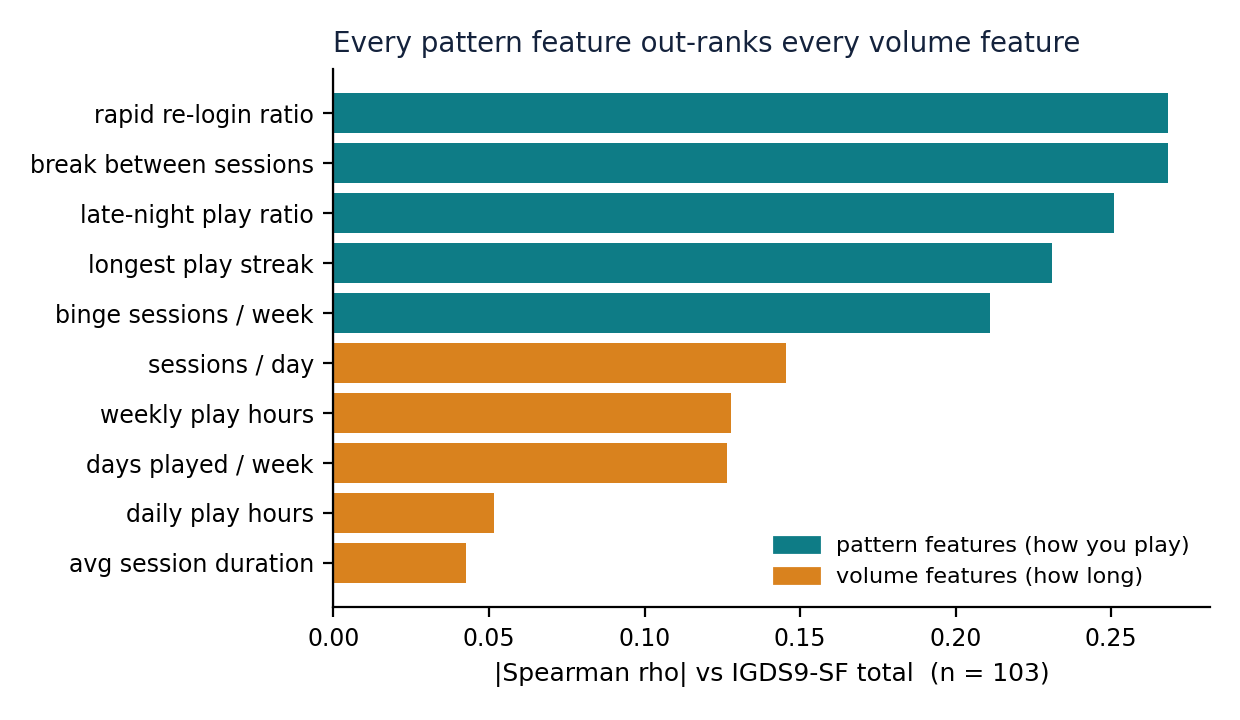 Every pattern feature out-ranks every volume feature
rapid re-login ratio
break between sessions
late-night play ratio
longest play streak
binge sessions / week
sessions / day
weekly play hours
days played / week
daily play hours
avg session duration
pattern features (how you play)
volume features (how long)
0.00 0.05 0.10 0.15 0.20 0.25
|Spearman rho| vs IGDS9-SF total (n = 103)